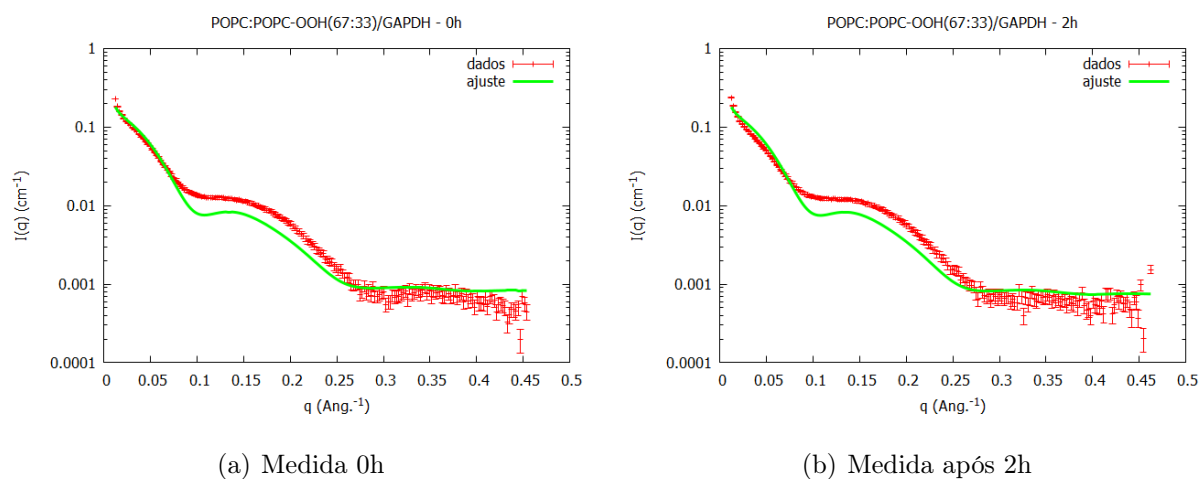 POPC:POPC-OOH(67:33)/GAPDH - 0h
1
0.1
0.01
0.001
0.0001
I(q) (cm⁻¹)
dados
ajuste
0 0.05 0.1 0.15 0.2 0.25 0.3 0.35 0.4 0.45 0.5
q (Ang.⁻¹)
(a) Medida 0h
POPC:POPC-OOH(67:33)/GAPDH - 2h
1
0.1
0.01
0.001
0.0001
I(q) (cm⁻¹)
dados
ajuste
0 0.05 0.1 0.15 0.2 0.25 0.3 0.35 0.4 0.45 0.5
q (Ang.⁻¹)
(b) Medida após 2h